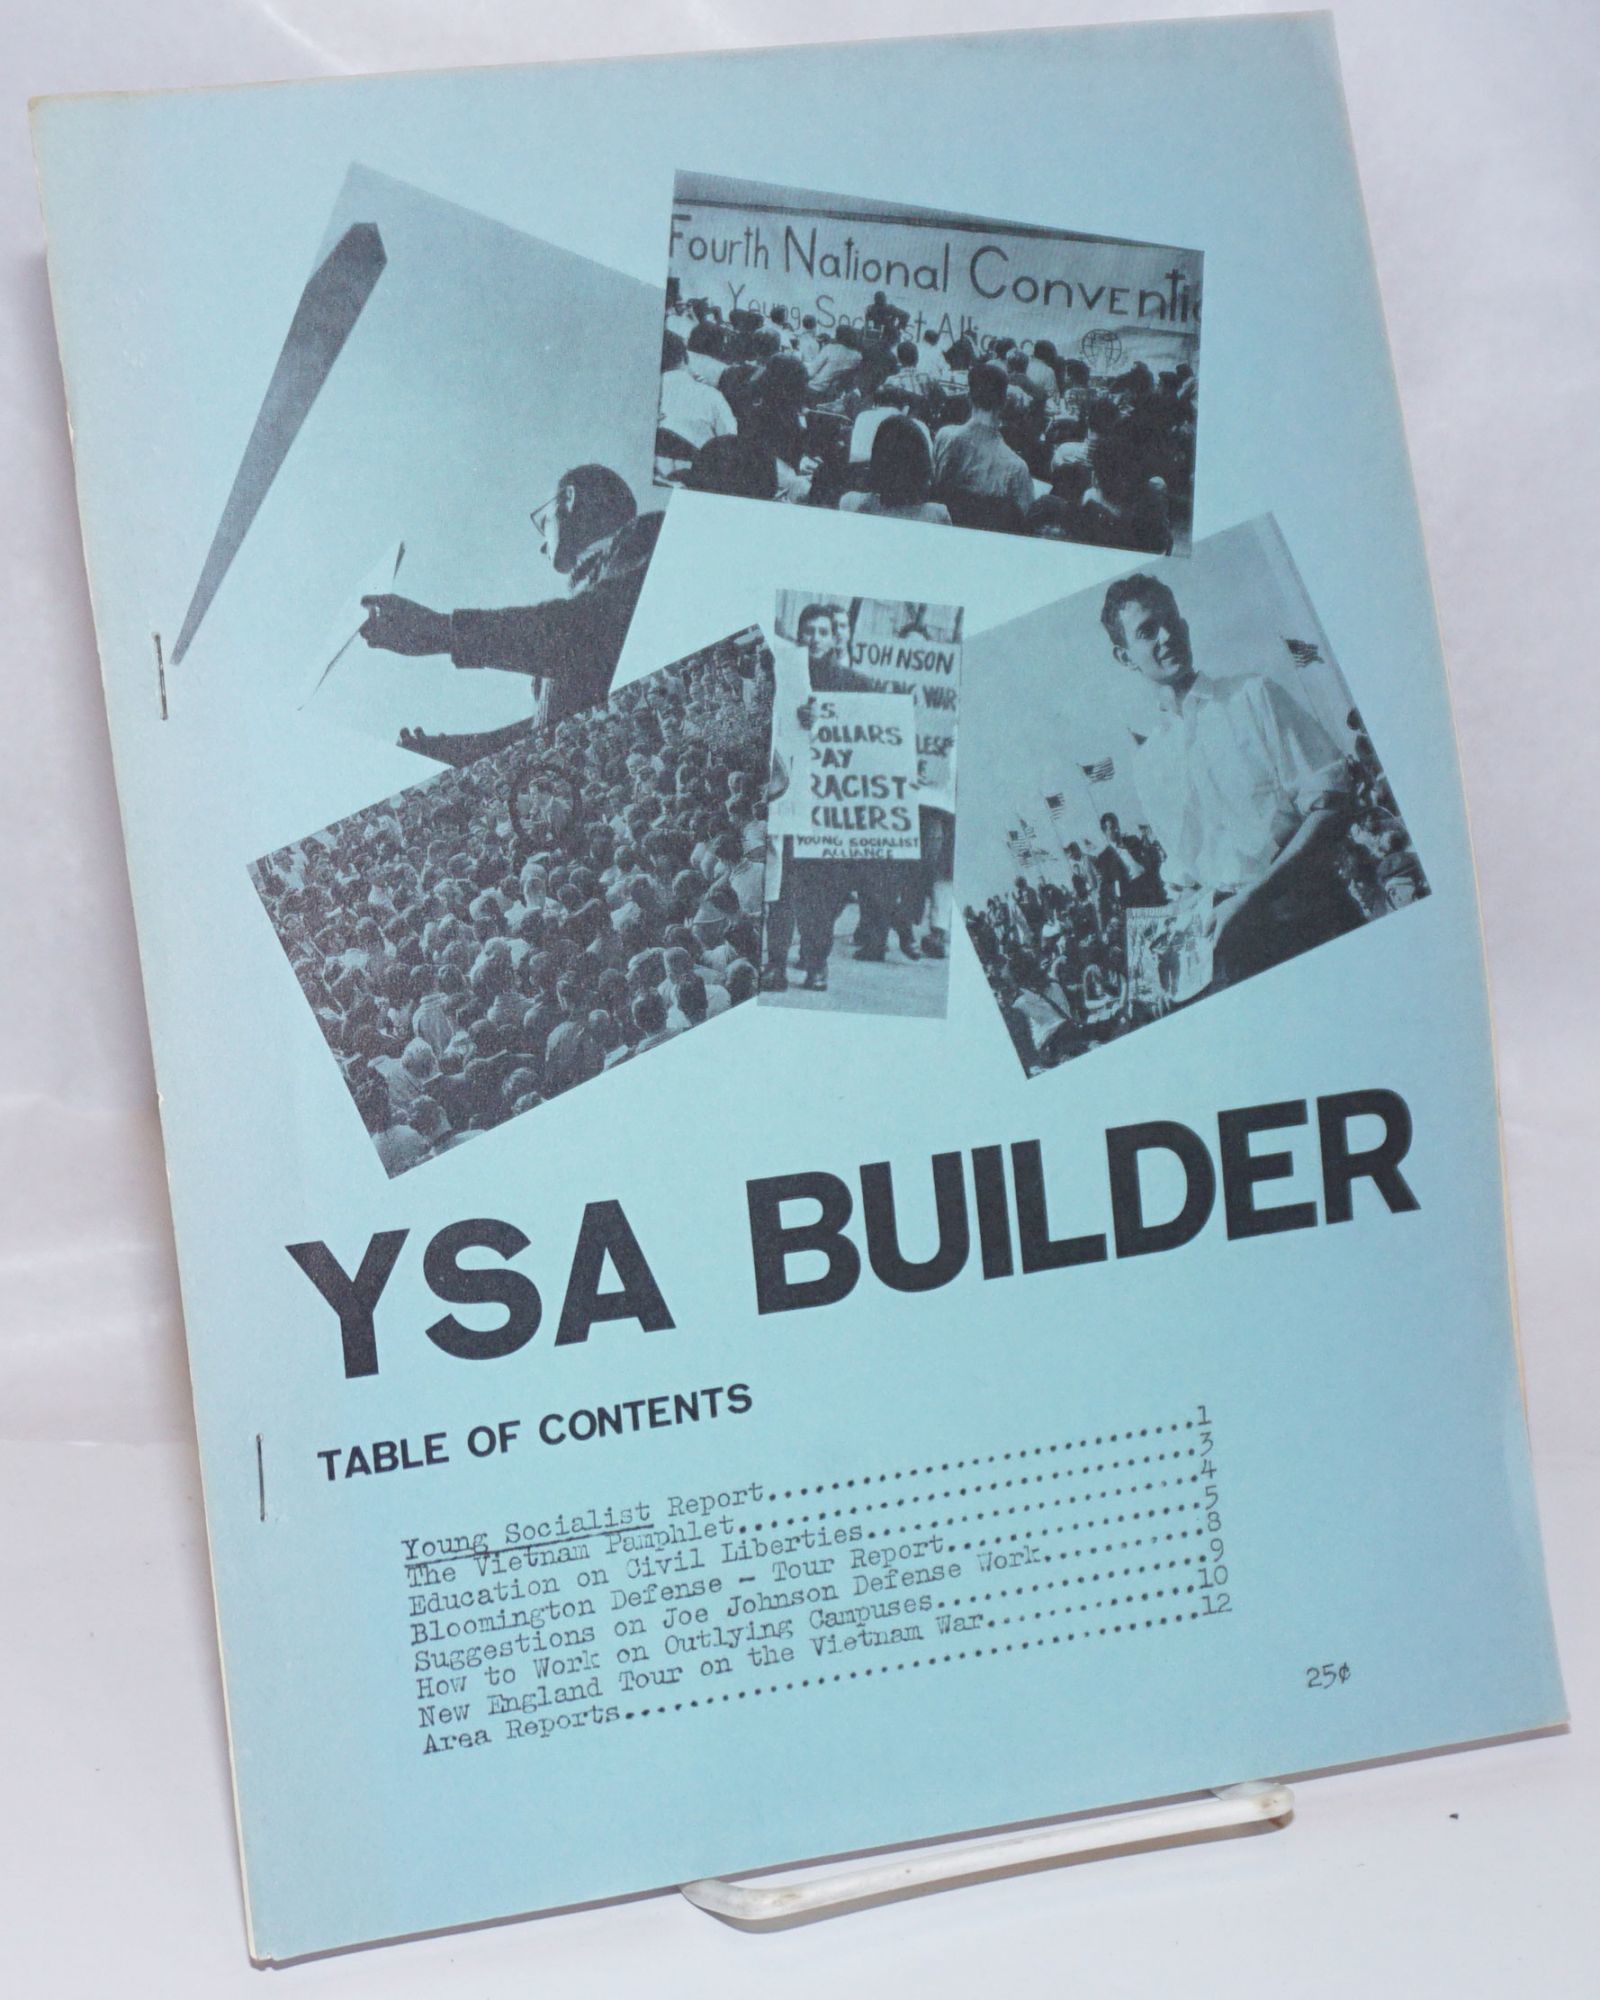 Fourth National Conventi
Young Socialist Alliance
JOHNSON
WAR
S.
OLLARS
PAY
RACIST
KILLERS
YOUNG SOCIALIST
ALLIANCE
YSA BUILDER
TABLE OF CONTENTS
Young Socialist Report..............................1
The Vietnam Pamphlet................................3
Education on Civil Liberties........................4
Bloomington Defense - Tour Report...................5
Suggestions on Joe Johnson Defense Work.............8
How to Work on Outlying Campuses....................9
New England Tour on the Vietnam War.................10
Area Reports........................................12
25¢